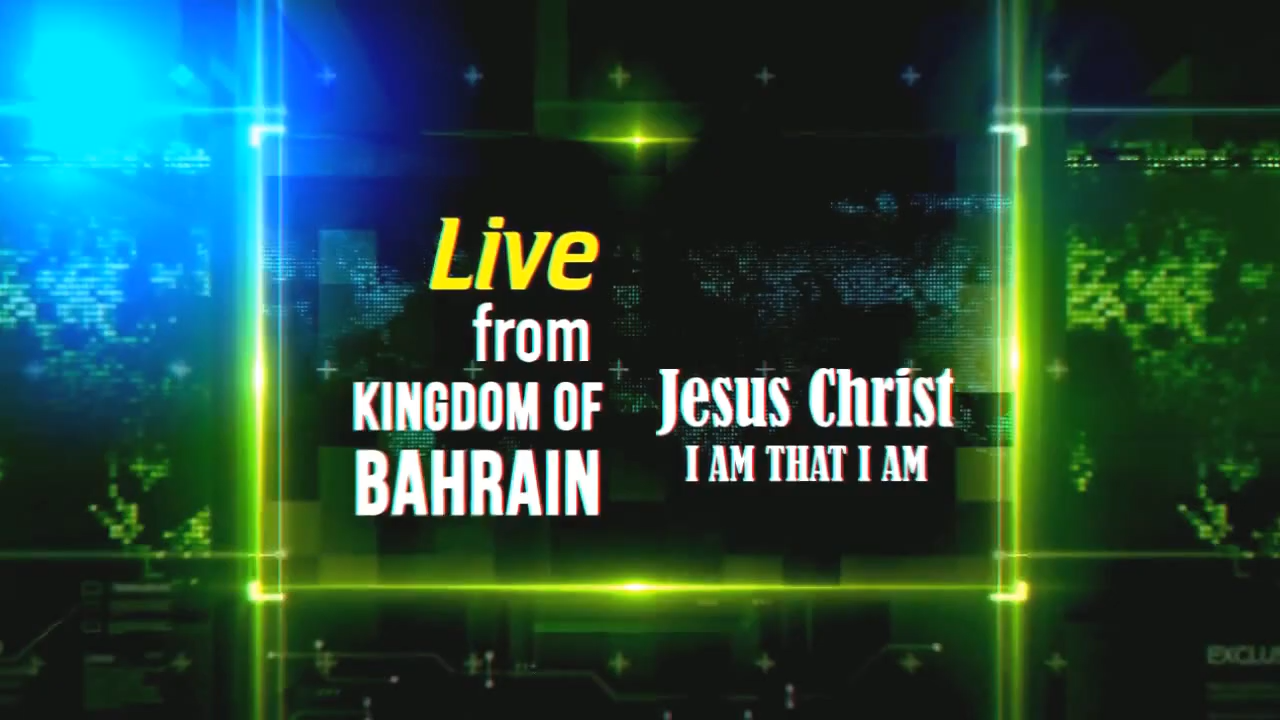 Live
from
KINGDOM OF
BAHRAIN
Jesus Christ
I AM THAT I AM